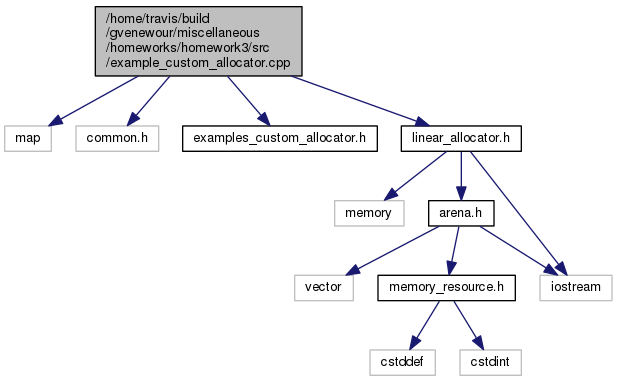 /home/travis/build
/gvenewour/miscellaneous
/homeworks/homework3/src
/example_custom_allocator.cpp
map
common.h
examples_custom_allocator.h
linear_allocator.h
memory
arena.h
vector
memory_resource.h
iostream
cstddef
cstdint